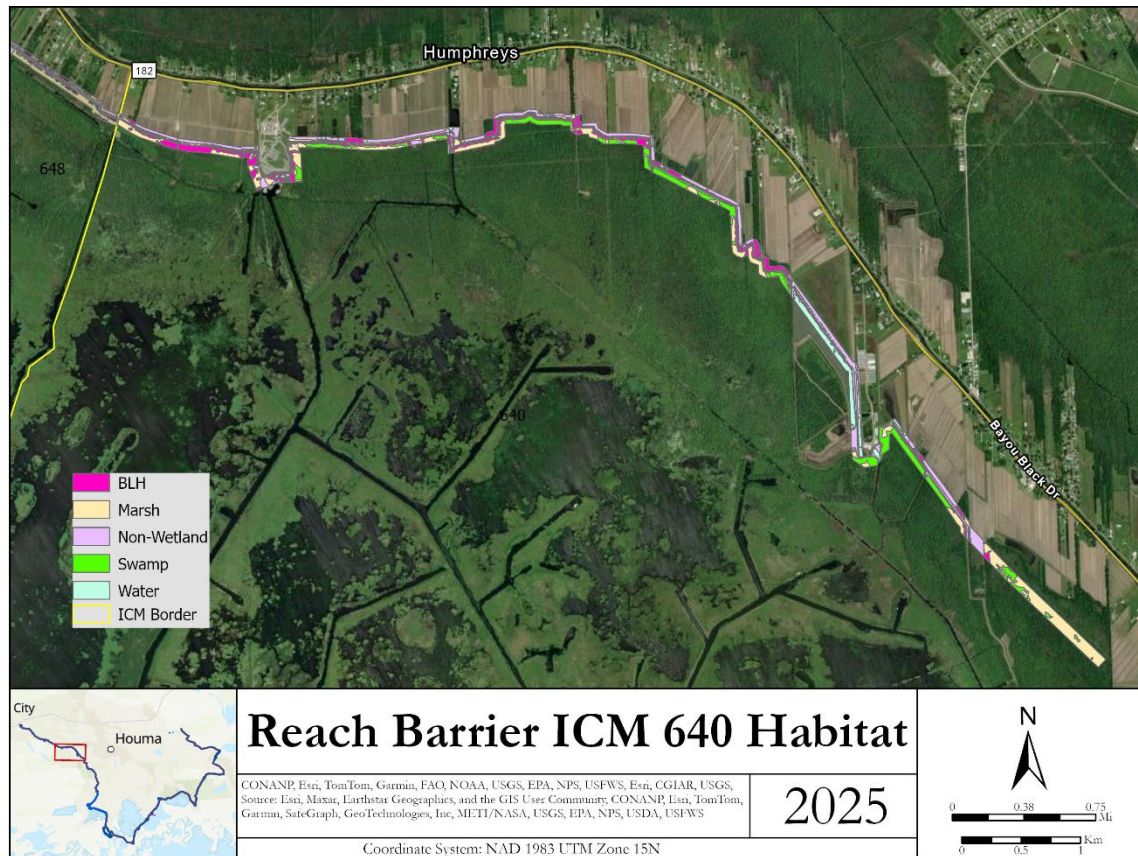 Humphreys
182
648
640
Bayou Black Dr
BLH
Marsh
Non-Wetland
Swamp
Water
ICM Border
City
Houma
Reach Barrier ICM 640 Habitat
CONANP, Esri, TomTom, Garmin, FAO, NOAA, USGS, EPA, NPS, USFWS, Esri, CGIAR, USGS,
Source: Esri, Maxar, Earthstar Geographics, and the GIS User Community, CONANP, Esri, TomTom,
Garmin, SafeGraph, GeoTechnologies, Inc, METI/NASA, USGS, EPA, NPS, USDA, USFWS
2025
Coordinate System: NAD 1983 UTM Zone 15N
N
0 0.38 0.75
Mi
Km
0 0.5 1